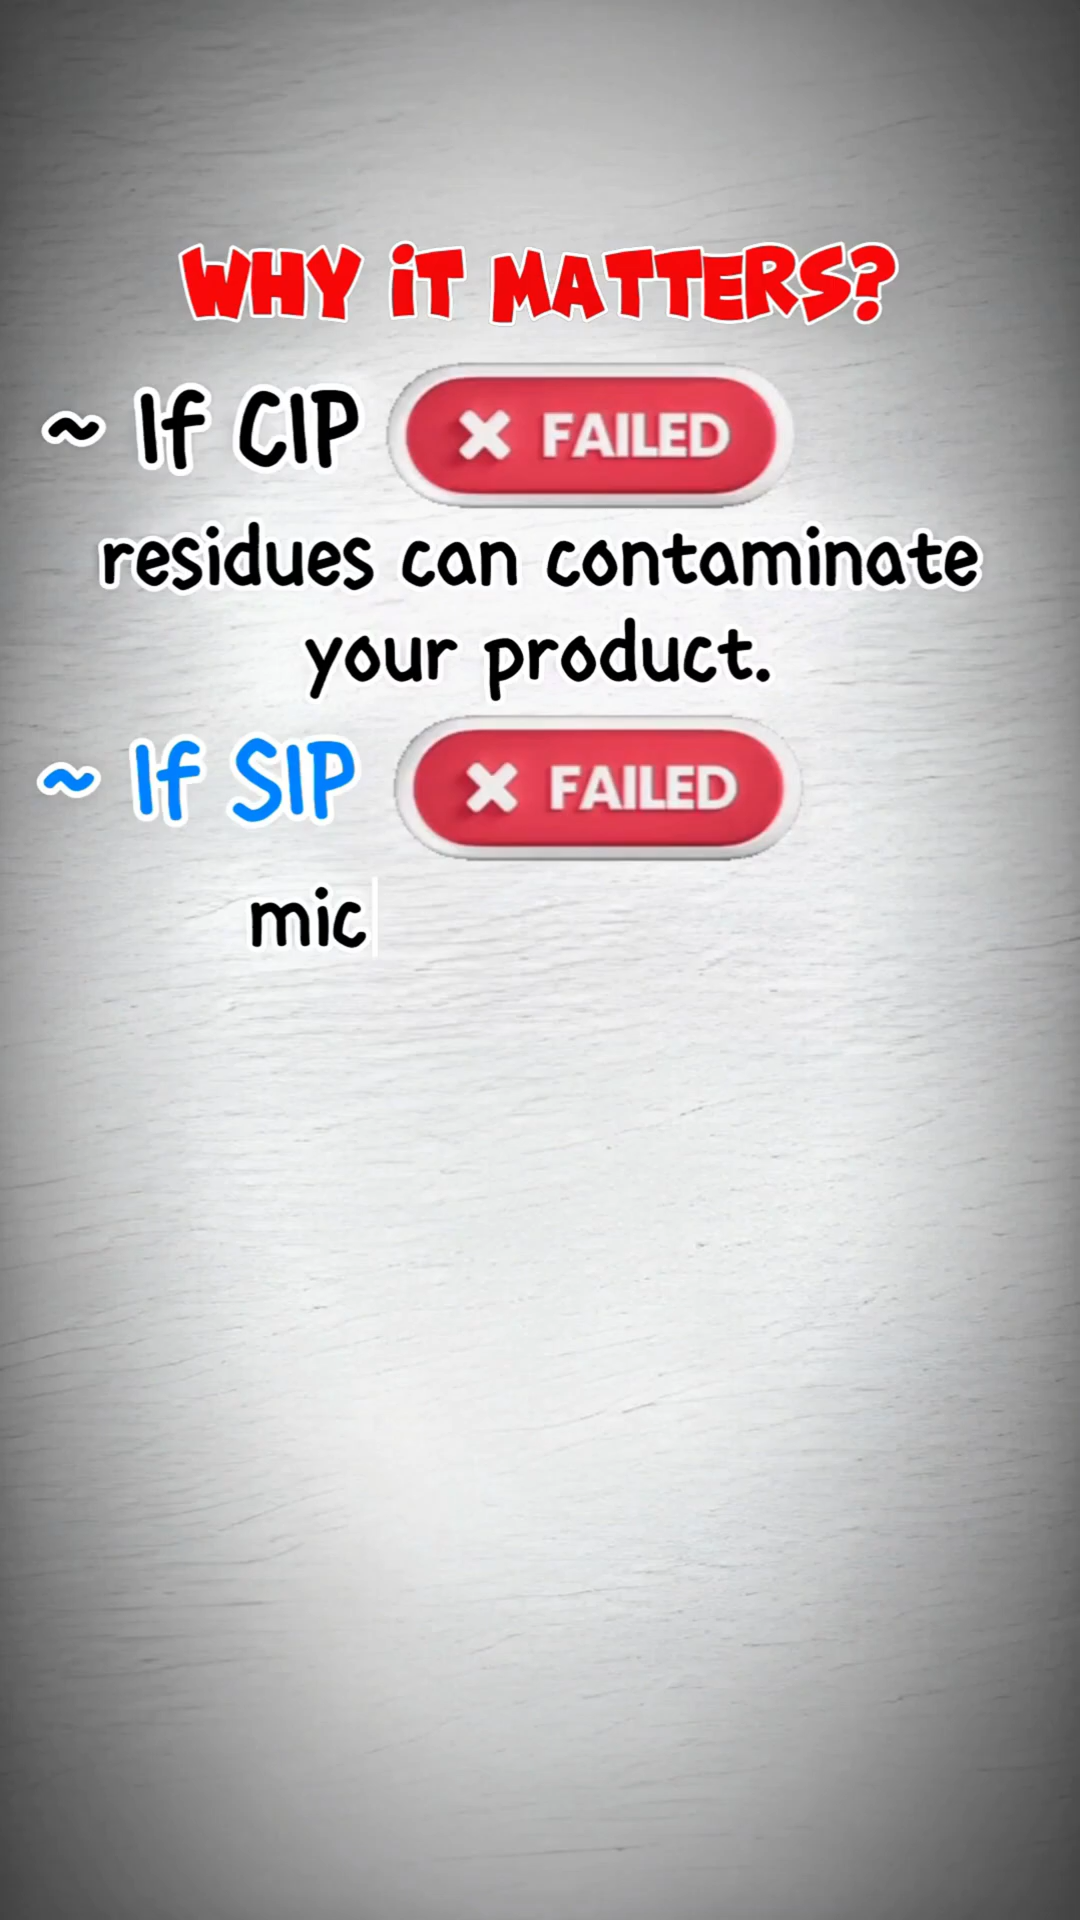 WHY iT MATTERS?
~ If CIP × FAILED
residues can contaminate
your product.
~ If SIP × FAILED
mic